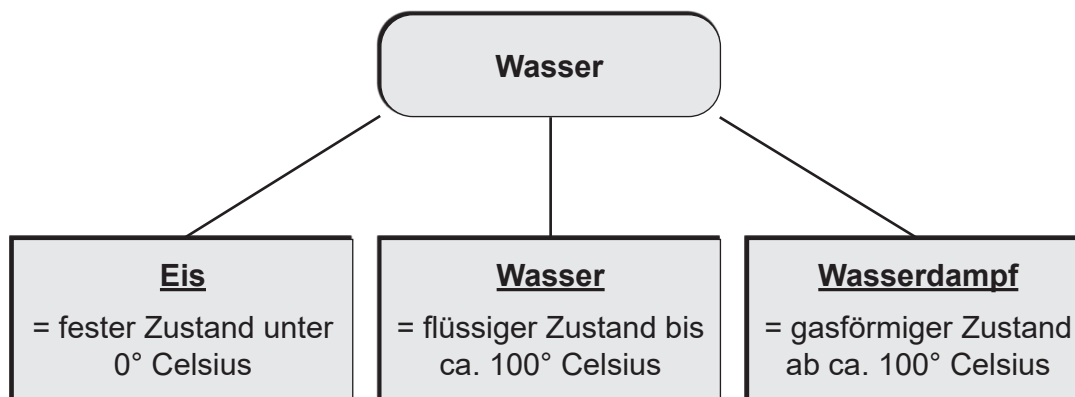 Wasser
Eis
= fester Zustand unter
0° Celsius
Wasser
= flüssiger Zustand bis
ca. 100° Celsius
Wasserdampf
= gasförmiger Zustand
ab ca. 100° Celsius